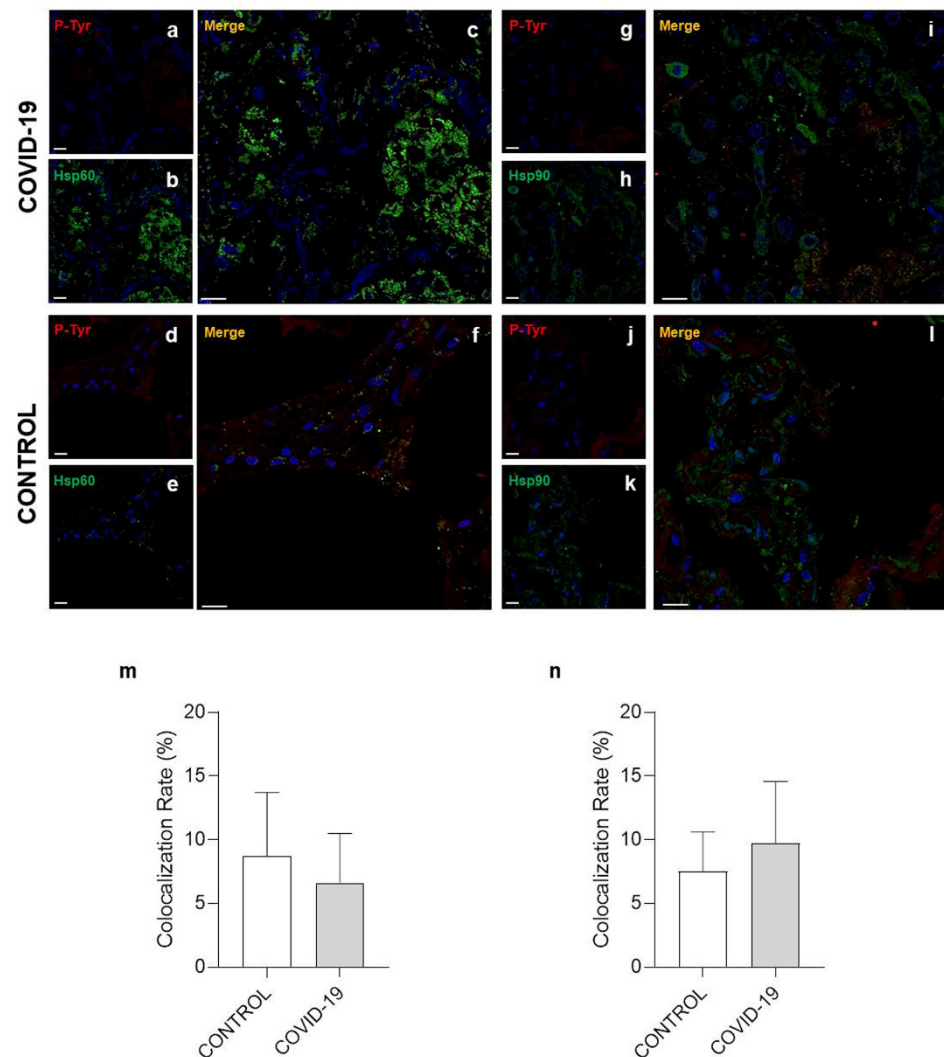 COVID-19
P-Tyr a
Hsp60 b
Merge c
P-Tyr g
Hsp90 h
Merge i
CONTROL
P-Tyr d
Hsp60 e
Merge f
P-Tyr j
Hsp90 k
Merge l
m
Colocalization Rate (%)
20
15
10
5
0
CONTROL
COVID-19
n
Colocalization Rate (%)
20
15
10
5
0
CONTROL
COVID-19